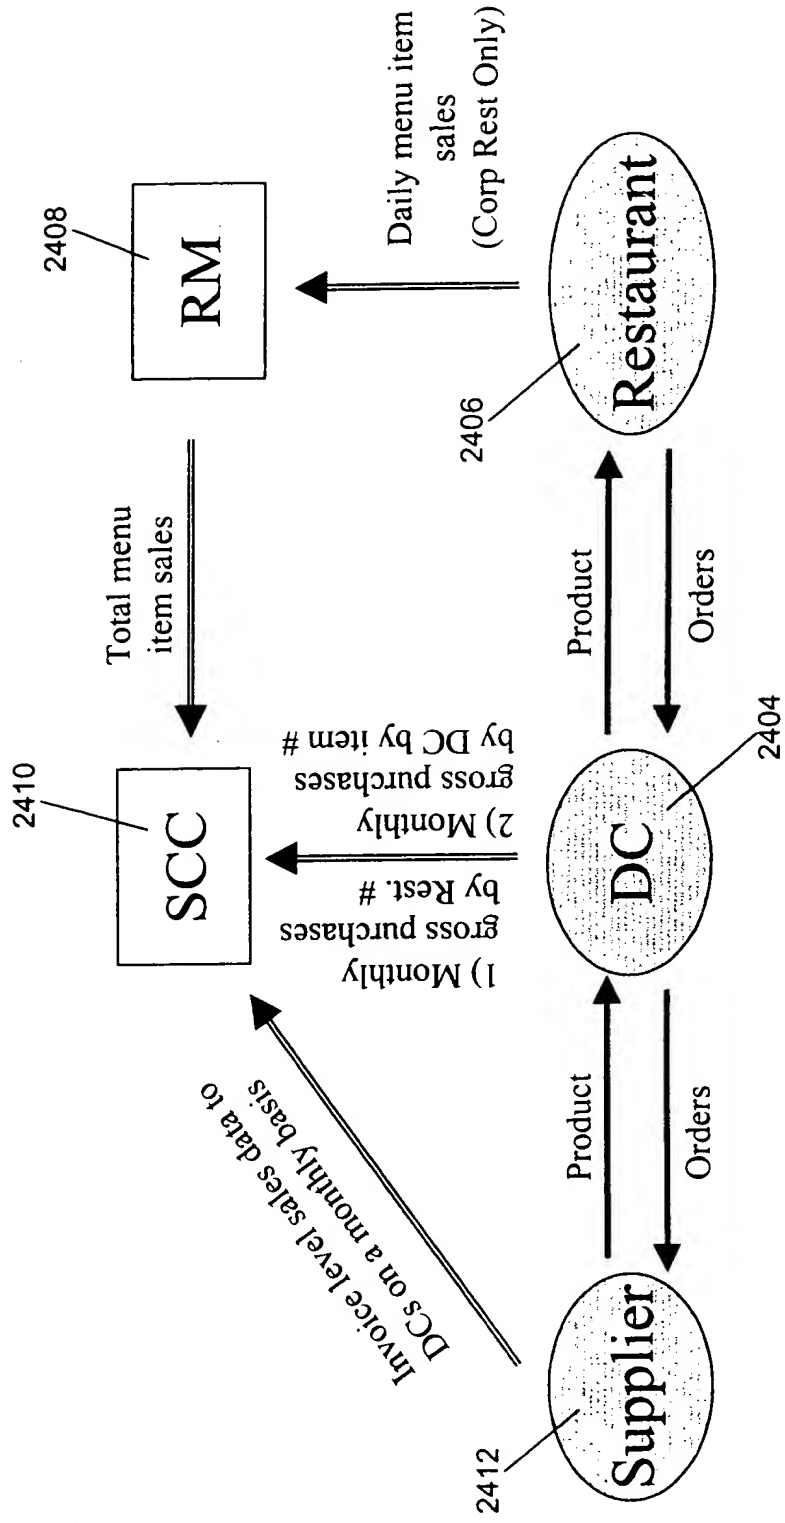 2410
SCC
Total menu
item sales
2408
RM
Invoice level sales data to
DCs on a monthly basis
1) Monthly
gross purchases
by Rest. #
2) Monthly
gross purchases
by DC by item #
Daily menu item
sales
(Corp Rest Only)
2412
Supplier
Product
Orders
DC
2404
Product
Orders
2406
Restaurant